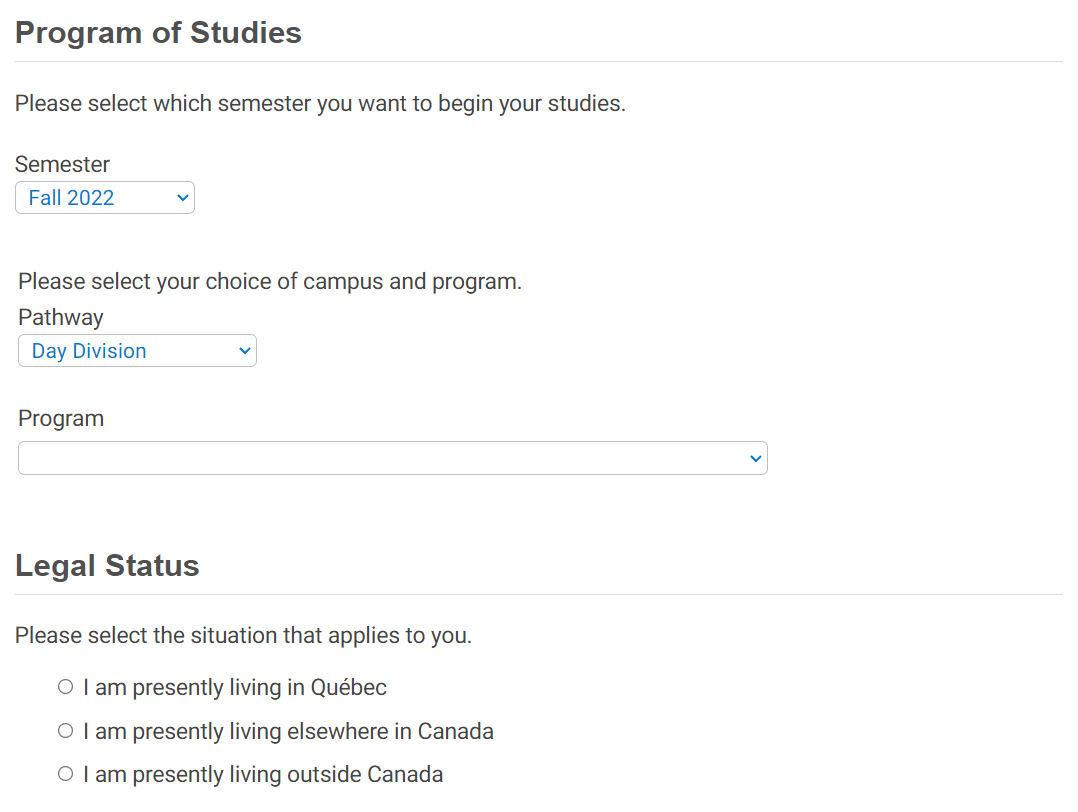 Program of Studies
Please select which semester you want to begin your studies.
Semester
Fall 2022
Please select your choice of campus and program.
Pathway
Day Division
Program
Legal Status
Please select the situation that applies to you.
I am presently living in Québec
I am presently living elsewhere in Canada
I am presently living outside Canada